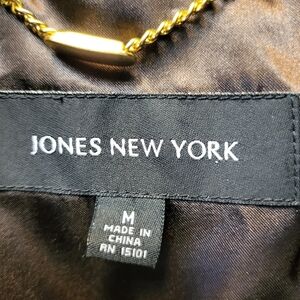 JONES NEW YORK
M
MADE IN
CHINA
RN 15101